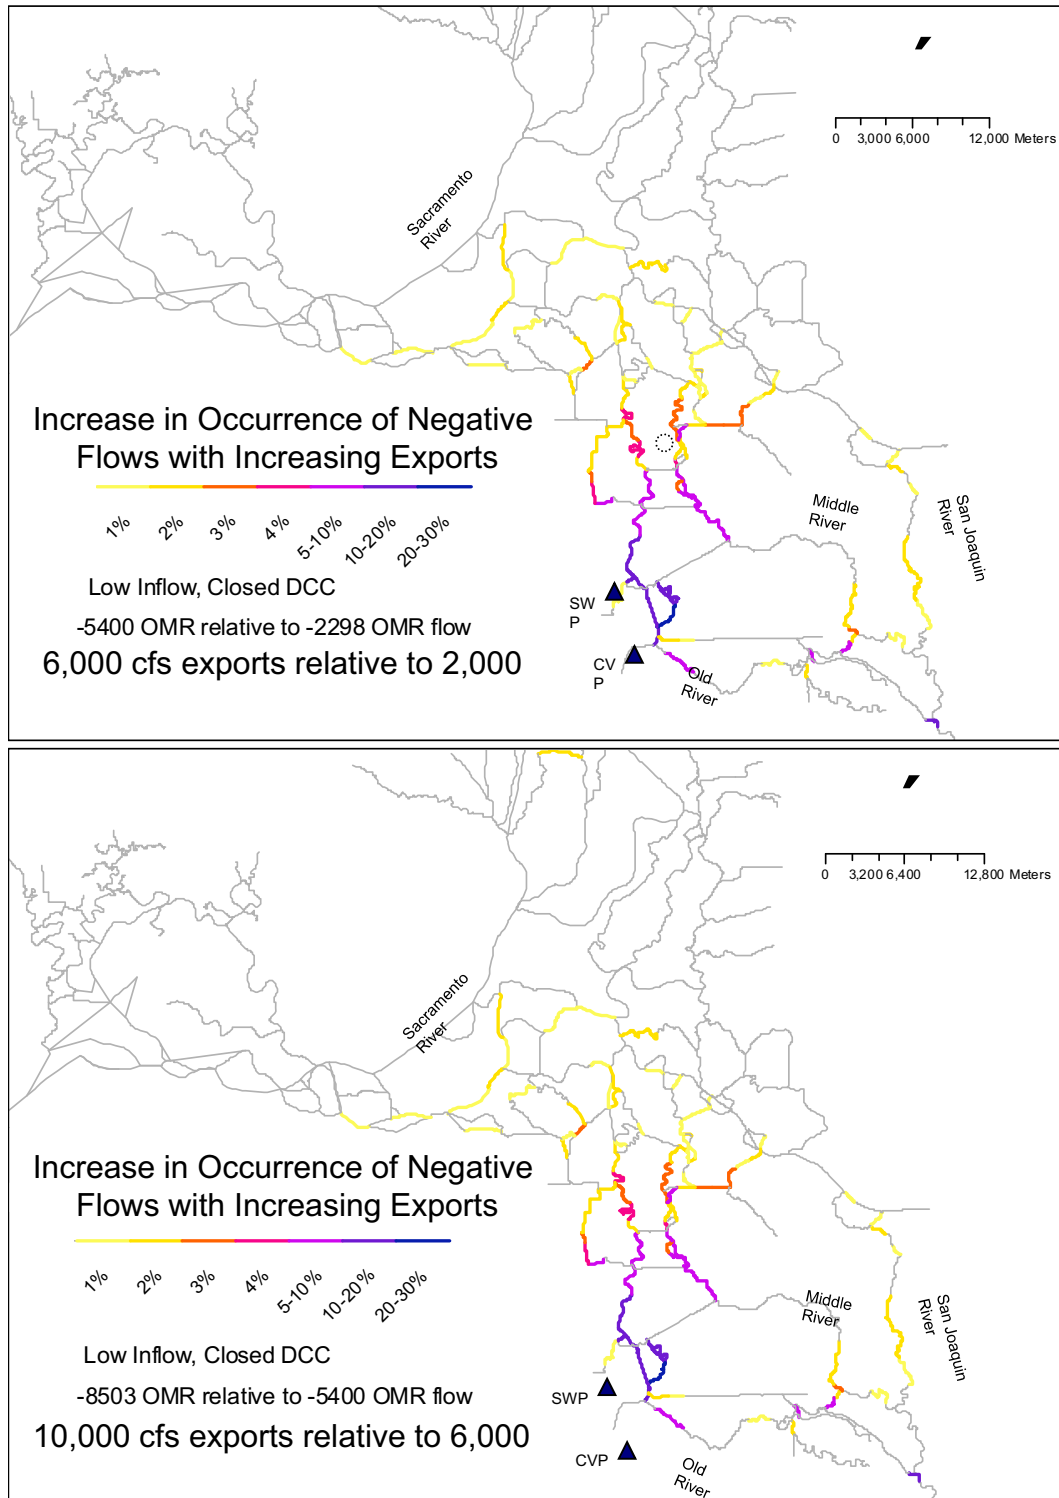 0 3,000 6,000 12,000 Meters
Sacramento
River
Increase in Occurrence of Negative
Flows with Increasing Exports
1% 2% 3% 4% 5-10% 10-20% 20-30%
Middle
River
San Joaquin
River
Low Inflow, Closed DCC
SW
P
-5400 OMR relative to -2298 OMR flow
6,000 cfs exports relative to 2,000
CV
P
Old
River
0 3,200 6,400 12,800 Meters
Sacramento
River
Increase in Occurrence of Negative
Flows with Increasing Exports
1% 2% 3% 4% 5-10% 10-20% 20-30%
Middle
River
San Joaquin
River
Low Inflow, Closed DCC
-8503 OMR relative to -5400 OMR flow
SWP
10,000 cfs exports relative to 6,000
CVP
Old
River